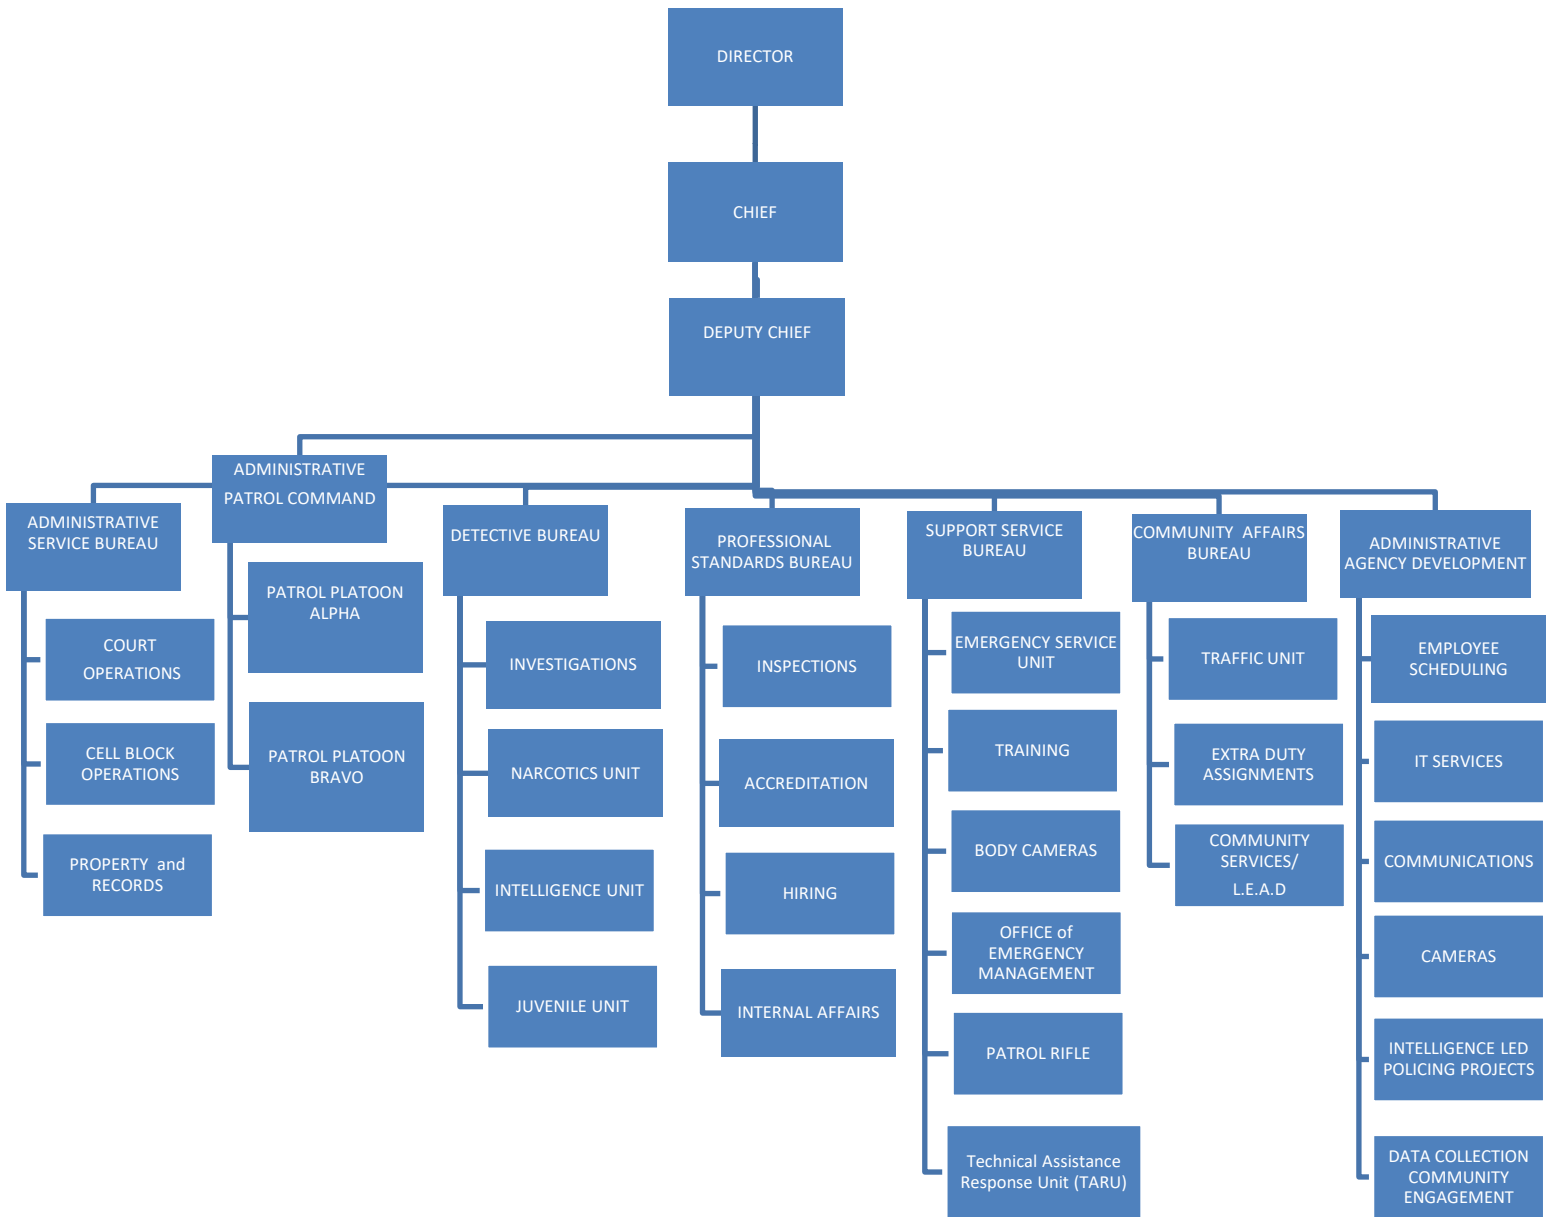 DIRECTOR
CHIEF
DEPUTY CHIEF
ADMINISTRATIVE
PATROL COMMAND
PATROL PLATOON
ALPHA
PATROL PLATOON
BRAVO
ADMINISTRATIVE
SERVICE BUREAU
COURT
OPERATIONS
CELL BLOCK
OPERATIONS
PROPERTY and
RECORDS
DETECTIVE BUREAU
INVESTIGATIONS
NARCOTICS UNIT
INTELLIGENCE UNIT
JUVENILE UNIT
PROFESSIONAL
STANDARDS BUREAU
INSPECTIONS
ACCREDITATION
HIRING
INTERNAL AFFAIRS
SUPPORT SERVICE
BUREAU
EMERGENCY SERVICE
UNIT
TRAINING
BODY CAMERAS
OFFICE of
EMERGENCY
MANAGEMENT
PATROL RIFLE
Technical Assistance
Response Unit (TARU)
COMMUNITY AFFAIRS
BUREAU
TRAFFIC UNIT
EXTRA DUTY
ASSIGNMENTS
COMMUNITY
SERVICES/
L.E.A.D
ADMINISTRATIVE
AGENCY DEVELOPMENT
EMPLOYEE
SCHEDULING
IT SERVICES
COMMUNICATIONS
CAMERAS
INTELLIGENCE LED
POLICING PROJECTS
DATA COLLECTION
COMMUNITY
ENGAGEMENT